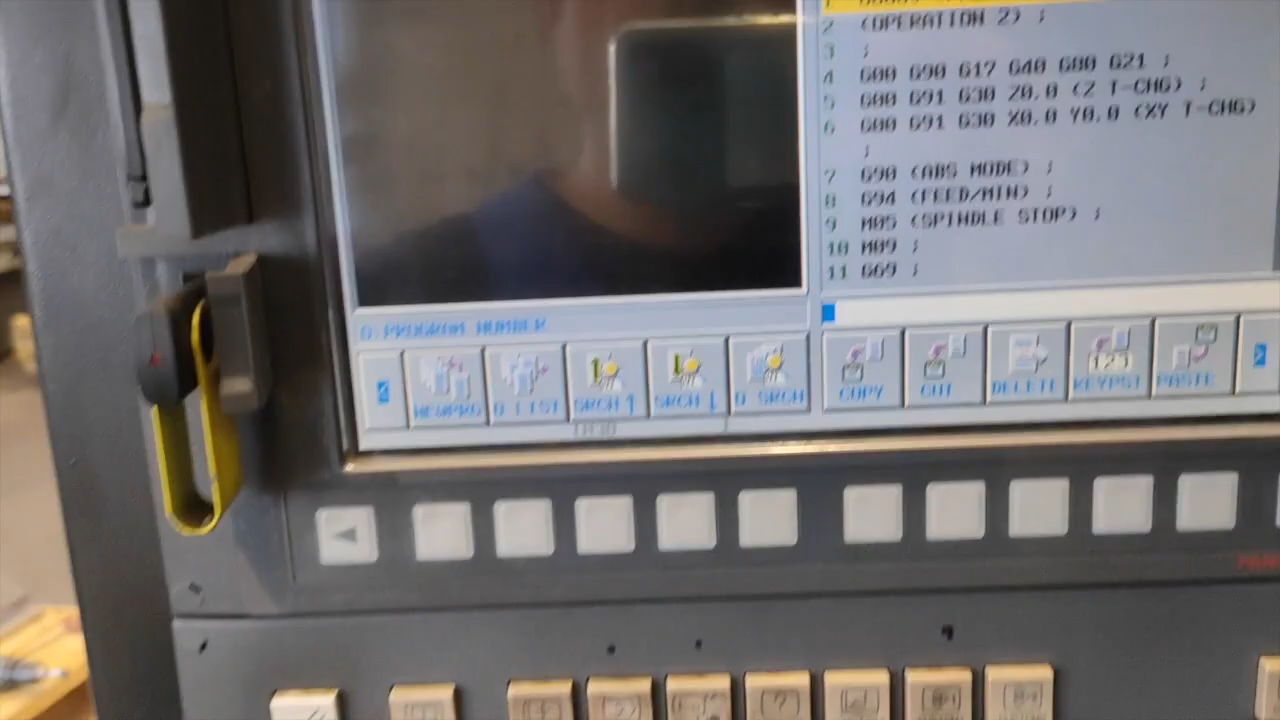 2 (OPERATION 2) ;
3 ;
4 G00 G90 G17 G40 G80 G21 ;
5 G00 G91 G30 Z0.0 (Z T-CHG) ;
6 G00 G91 G30 X0.0 Y0.0 (XY T-CHG)
;
7 G90 (ABS MODE) ;
8 G94 (FEED/MIN) ;
9 M05 (SPINDLE STOP) ;
10 M09 ;
11 G69 ;
O:PROGRAM NUMBER
< NEWPRG O LIST SRCH↑ SRCH↓ O SRCH COPY CUT DELETE KEYPST PASTE >